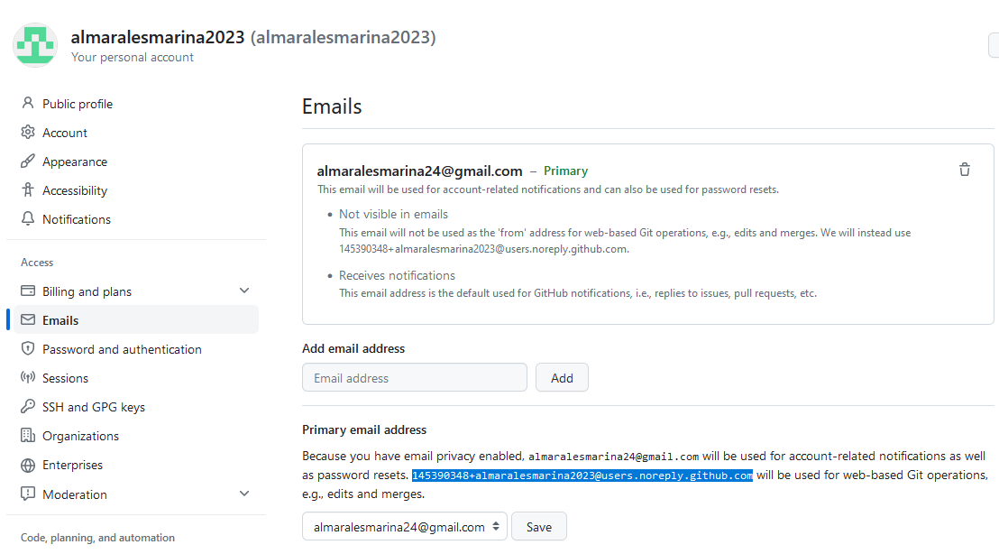 almaralesmarina2023 (almaralesmarina2023)
Your personal account
Public profile
Account
Appearance
Accessibility
Notifications
Access
Billing and plans
Emails
Password and authentication
Sessions
SSH and GPG keys
Organizations
Enterprises
Moderation
Code, planning, and automation
Emails
almaralesmarina24@gmail.com – Primary
This email will be used for account-related notifications and can also be used for password resets.
• Not visible in emails
This email will not be used as the 'from' address for web-based Git operations, e.g., edits and merges. We will instead use
145390348+almaralesmarina2023@users.noreply.github.com.
• Receives notifications
This email address is the default used for GitHub notifications, i.e., replies to issues, pull requests, etc.
Add email address
Email address
Add
Primary email address
Because you have email privacy enabled, almaralesmarina24@gmail.com will be used for account-related notifications as well
as password resets. 145390348+almaralesmarina2023@users.noreply.github.com will be used for web-based Git operations,
e.g., edits and merges.
almaralesmarina24@gmail.com
Save